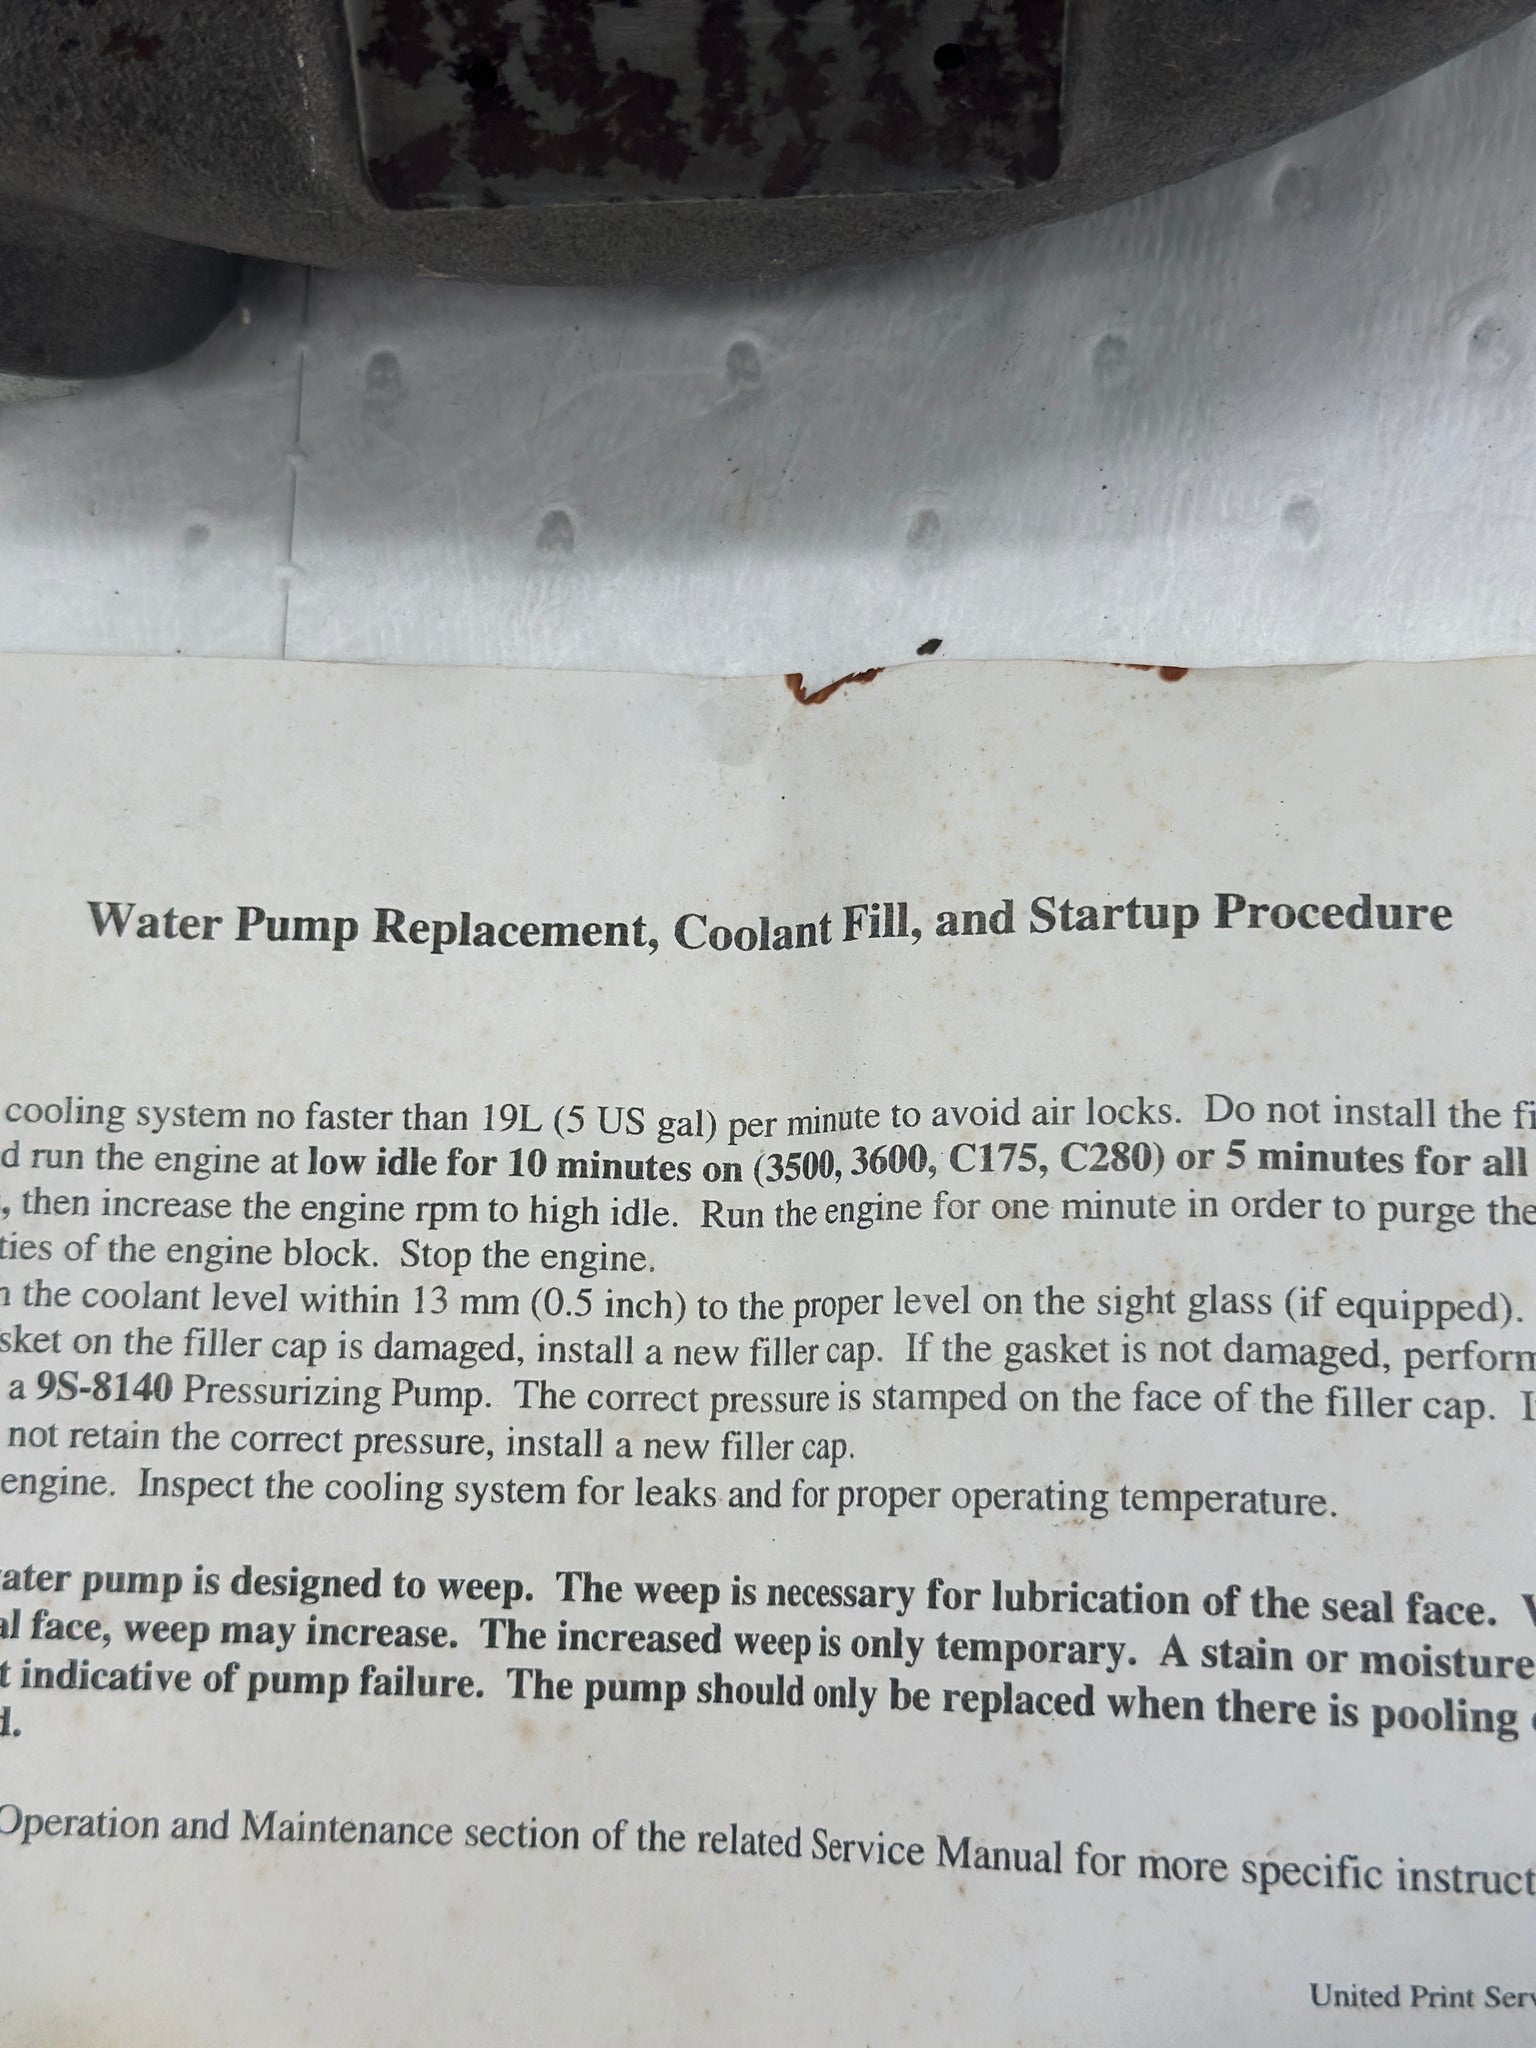 Water Pump Replacement, Coolant Fill, and Startup Procedure
cooling system no faster than 19L (5 US gal) per minute to avoid air locks. Do not install the
run the engine at low idle for 10 minutes on (3500, 3600, C175, C280) or 5 minutes for all
, then increase the engine rpm to high idle. Run the engine for one minute in order to purge the
of the engine block. Stop the engine.
the coolant level within 13 mm (0.5 inch) to the proper level on the sight glass (if equipped).
on the filler cap is damaged, install a new filler cap. If the gasket is not damaged, perform
a 9S-8140 Pressurizing Pump. The correct pressure is stamped on the face of the filler cap.
not retain the correct pressure, install a new filler cap.
engine. Inspect the cooling system for leaks and for proper operating temperature.
pump is designed to weep. The weep is necessary for lubrication of the seal face.
face, weep may increase. The increased weep is only temporary. A stain or moisture
indicative of pump failure. The pump should only be replaced when there is pooling
Operation and Maintenance section of the related Service Manual for more specific
United Print